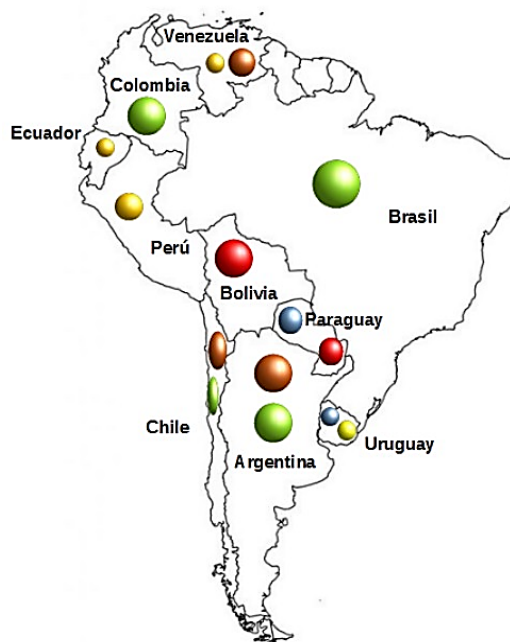 Venezuela
Colombia
Ecuador
Brasil
Perú
Bolivia
Paraguay
Chile
Uruguay
Argentina